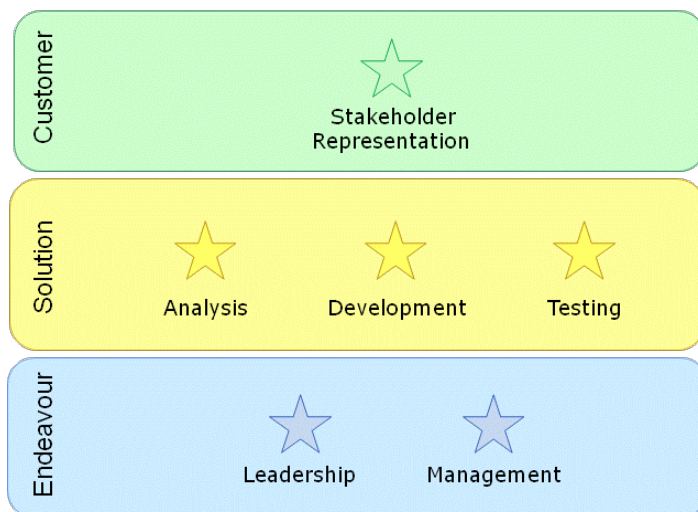 Customer
Stakeholder
Representation
Solution
Analysis
Development
Testing
Endeavour
Leadership
Management